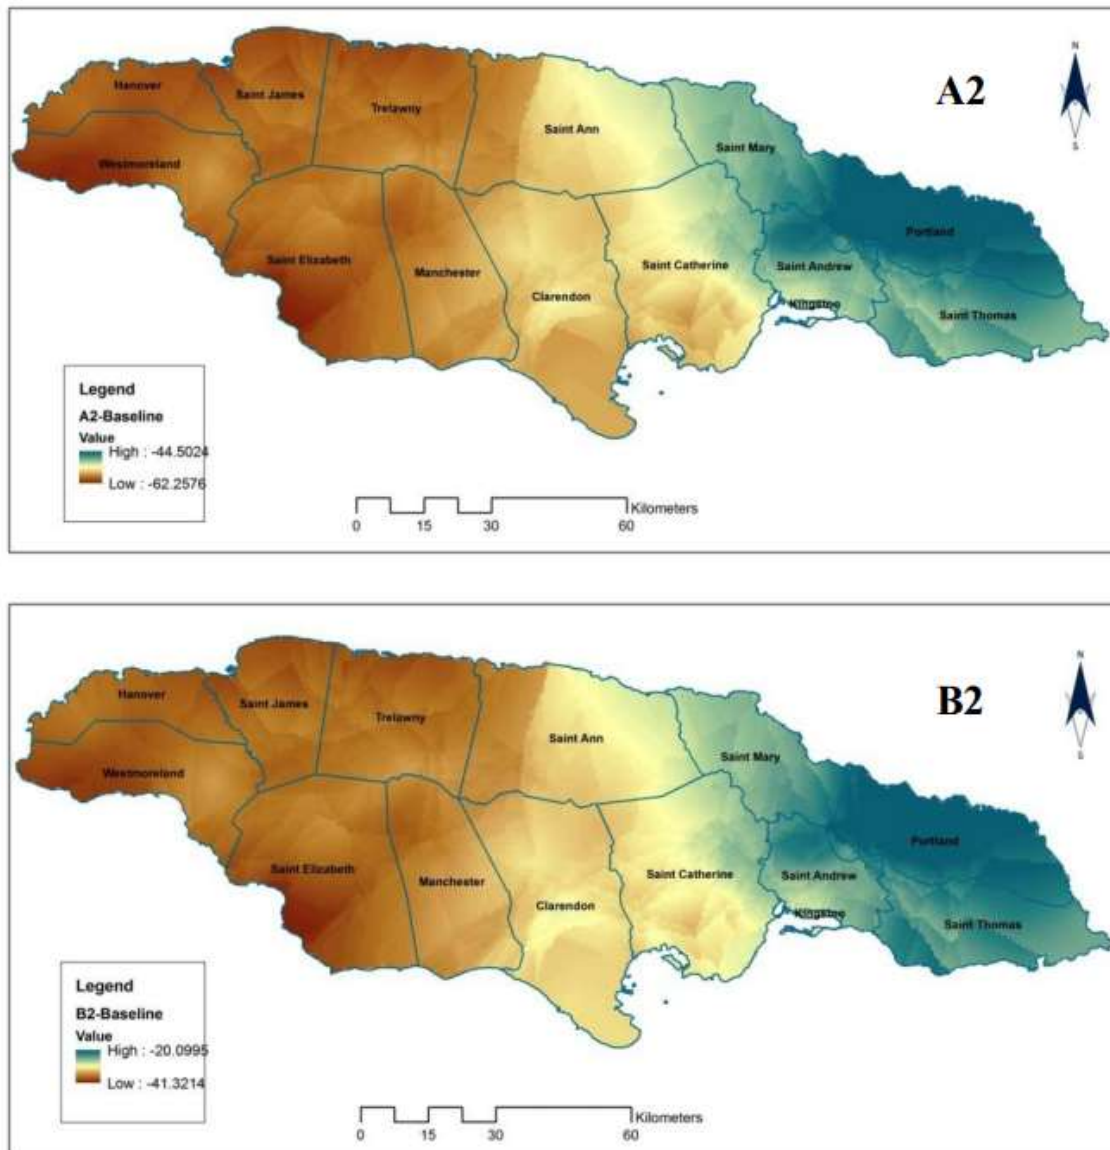 A2
N
S
Hanover
Saint James
Trelawny
Saint Ann
Saint Mary
Westmoreland
Portland
Saint Elizabeth
Manchester
Saint Catherine
Saint Andrew
Clarendon
Kingston
Saint Thomas
Legend
A2-Baseline
Value
High : -44.5024
Low : -62.2576
Kilometers
0 15 30 60
B2
N
S
Hanover
Saint James
Trelawny
Saint Ann
Saint Mary
Westmoreland
Portland
Saint Elizabeth
Manchester
Saint Catherine
Saint Andrew
Clarendon
Kingston
Saint Thomas
Legend
B2-Baseline
Value
High : -20.0995
Low : -41.3214
Kilometers
0 15 30 60